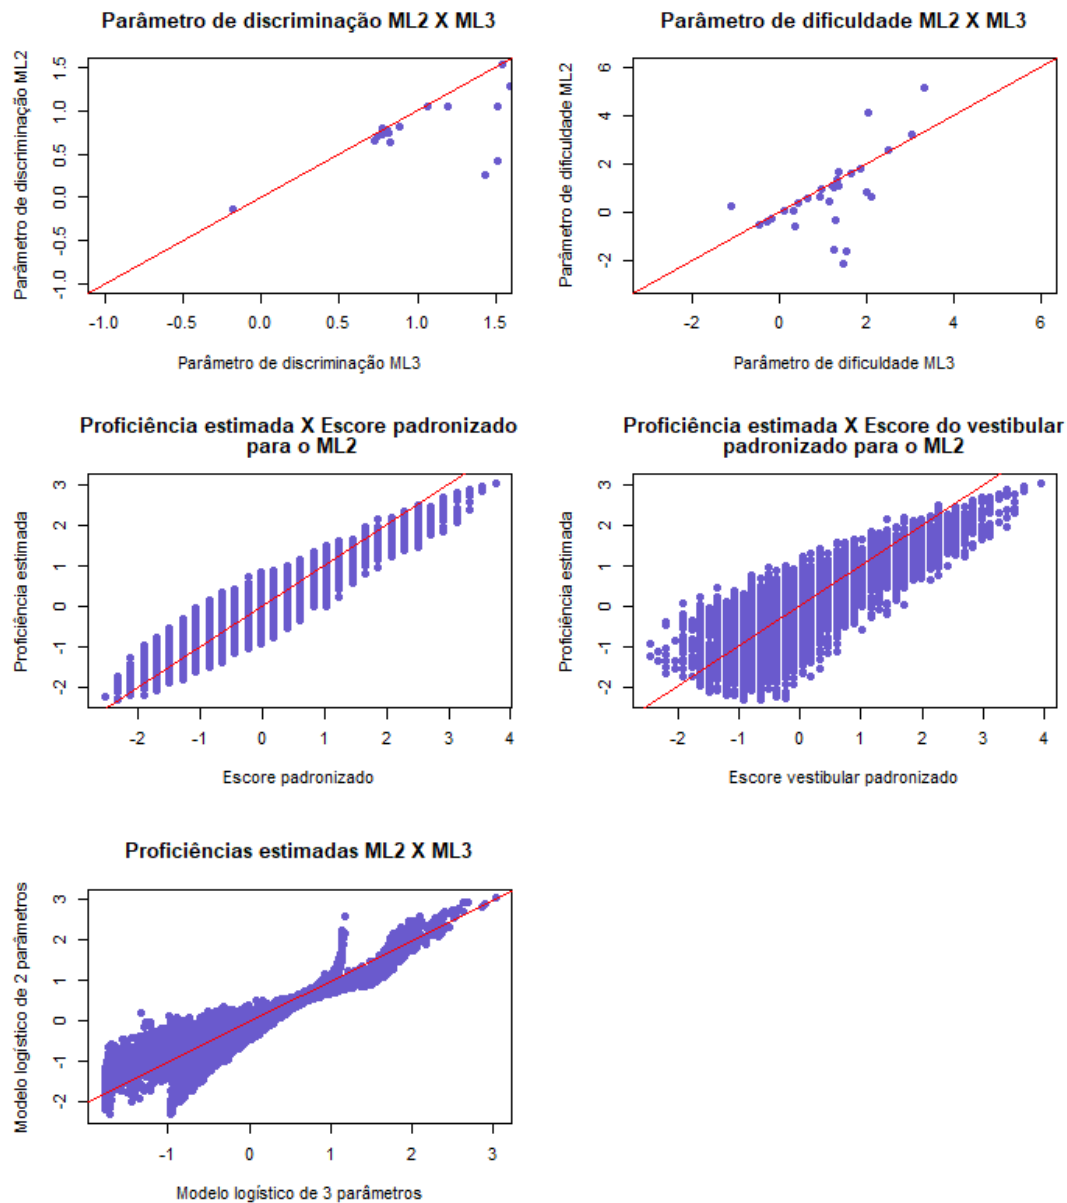 Parâmetro de discriminação ML2 X ML3
Parâmetro de discriminação ML2
1.5
1.0
0.5
0.0
-0.5
-1.0
-1.0 -0.5 0.0 0.5 1.0 1.5
Parâmetro de discriminação ML3
Parâmetro de dificuldade ML2 X ML3
Parâmetro de dificuldade ML2
6
4
2
0
-2
-2 0 2 4 6
Parâmetro de dificuldade ML3
Proficiência estimada X Escore padronizado
para o ML2
Proficiência estimada
3
2
1
0
-1
-2
-2 -1 0 1 2 3 4
Escore padronizado
Proficiência estimada X Escore do vestibular
padronizado para o ML2
Proficiência estimada
3
2
1
0
-1
-2
-2 -1 0 1 2 3 4
Escore vestibular padronizado
Proficiências estimadas ML2 X ML3
Modelo logístico de 2 parâmetros
3
2
1
0
-1
-2
-1 0 1 2 3
Modelo logístico de 3 parâmetros